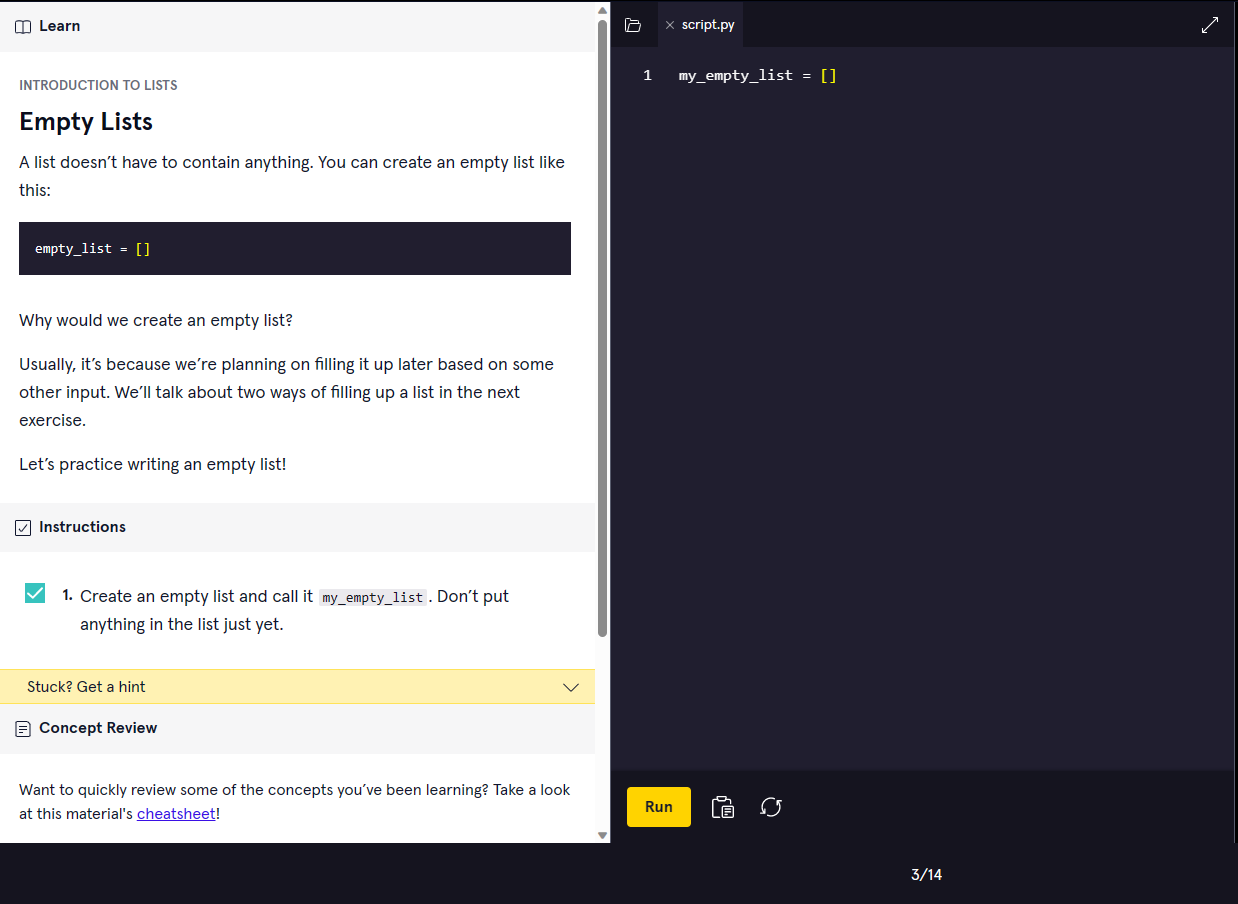 Learn
INTRODUCTION TO LISTS
Empty Lists
A list doesn’t have to contain anything. You can create an empty list like
this:
empty_list = []
Why would we create an empty list?
Usually, it’s because we’re planning on filling it up later based on some
other input. We’ll talk about two ways of filling up a list in the next
exercise.
Let’s practice writing an empty list!
Instructions
1. Create an empty list and call it my_empty_list. Don’t put
anything in the list just yet.
Stuck? Get a hint
Concept Review
Want to quickly review some of the concepts you’ve been learning? Take a look
at this material's cheatsheet!
script.py
1 my_empty_list = []
Run
3/14